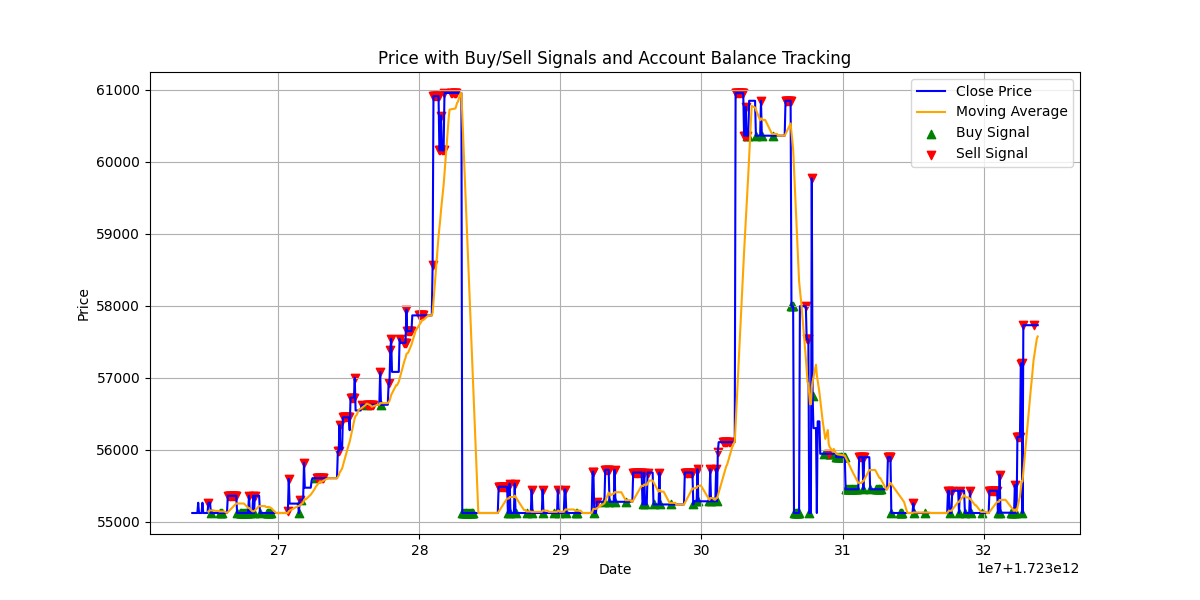 Price with Buy/Sell Signals and Account Balance Tracking
Close Price
Moving Average
Buy Signal
Sell Signal
61000
60000
59000
58000
57000
56000
55000
Price
27 28 29 30 31 32
Date
1e7+1.723e12